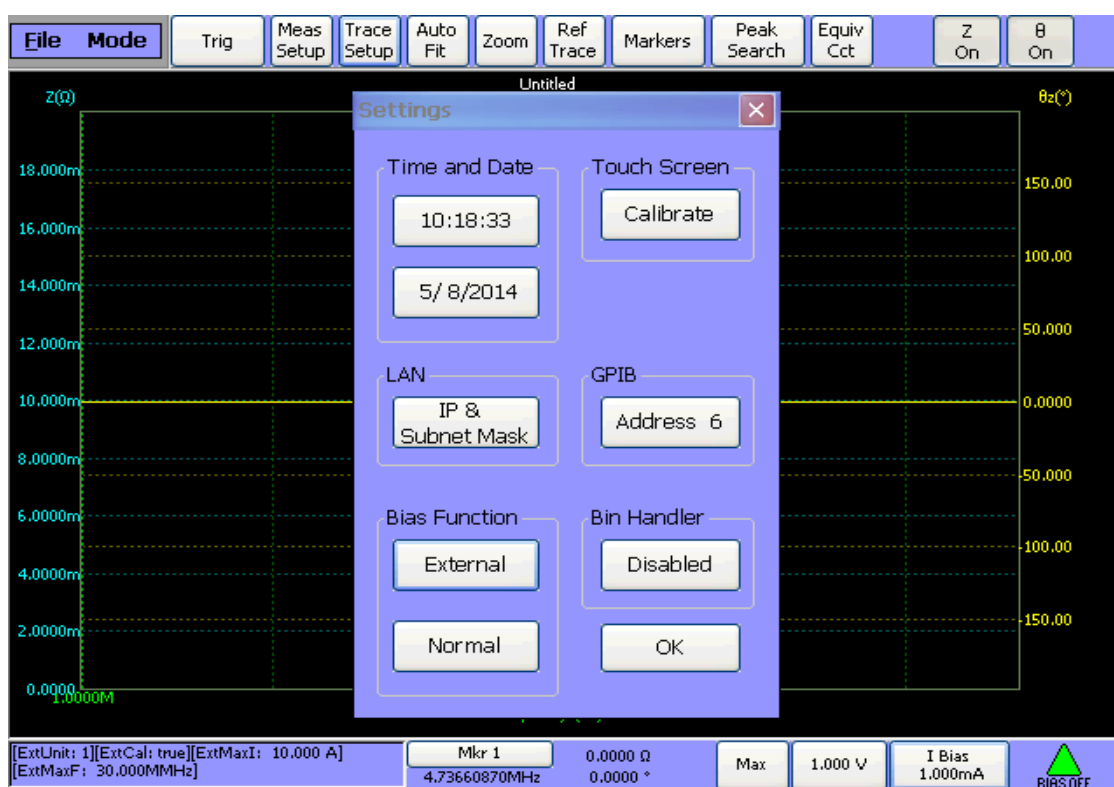 File Mode
Trig
Meas Setup
Trace Setup
Auto Fit
Zoom
Ref Trace
Markers
Peak Search
Equiv Cct
Z On
θ On
Untitled
Z(Ω)
θz(°)
18.000m
16.000m
14.000m
12.000m
10.000m
8.0000m
6.0000m
4.0000m
2.0000m
0.0000
1.0000M
150.00
100.00
50.000
0.0000
-50.000
-100.00
-150.00
Settings
Time and Date
10:18:33
5/ 8/2014
Touch Screen
Calibrate
LAN
IP &
Subnet Mask
GPIB
Address 6
Bias Function
External
Normal
Bin Handler
Disabled
OK
[ExtUnit: 1][ExtCal: true][ExtMaxI: 10.000 A]
[ExtMaxF: 30.000MMHz]
Mkr 1
4.73660870MHz
0.0000 Ω
0.0000 °
Max
1.000 V
I Bias
1.000mA
BIAS OFF